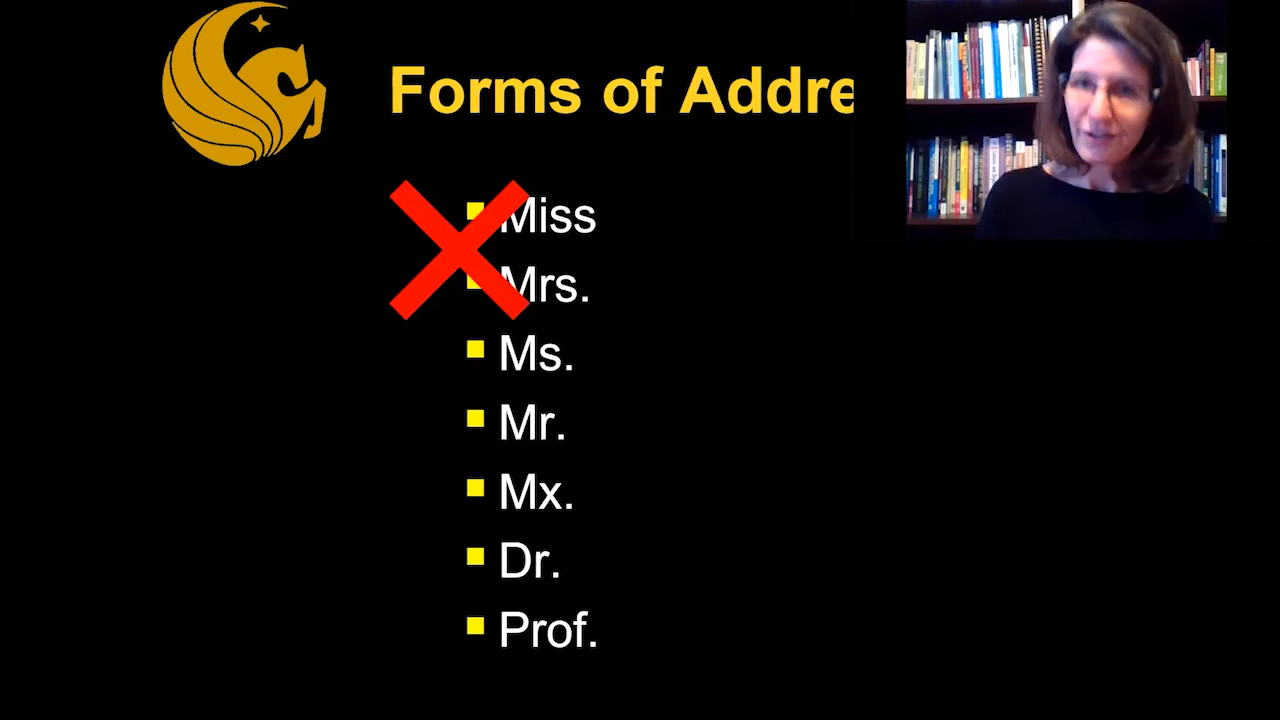 Forms of Addre
Miss
Mrs.
Ms.
Mr.
Mx.
Dr.
Prof.